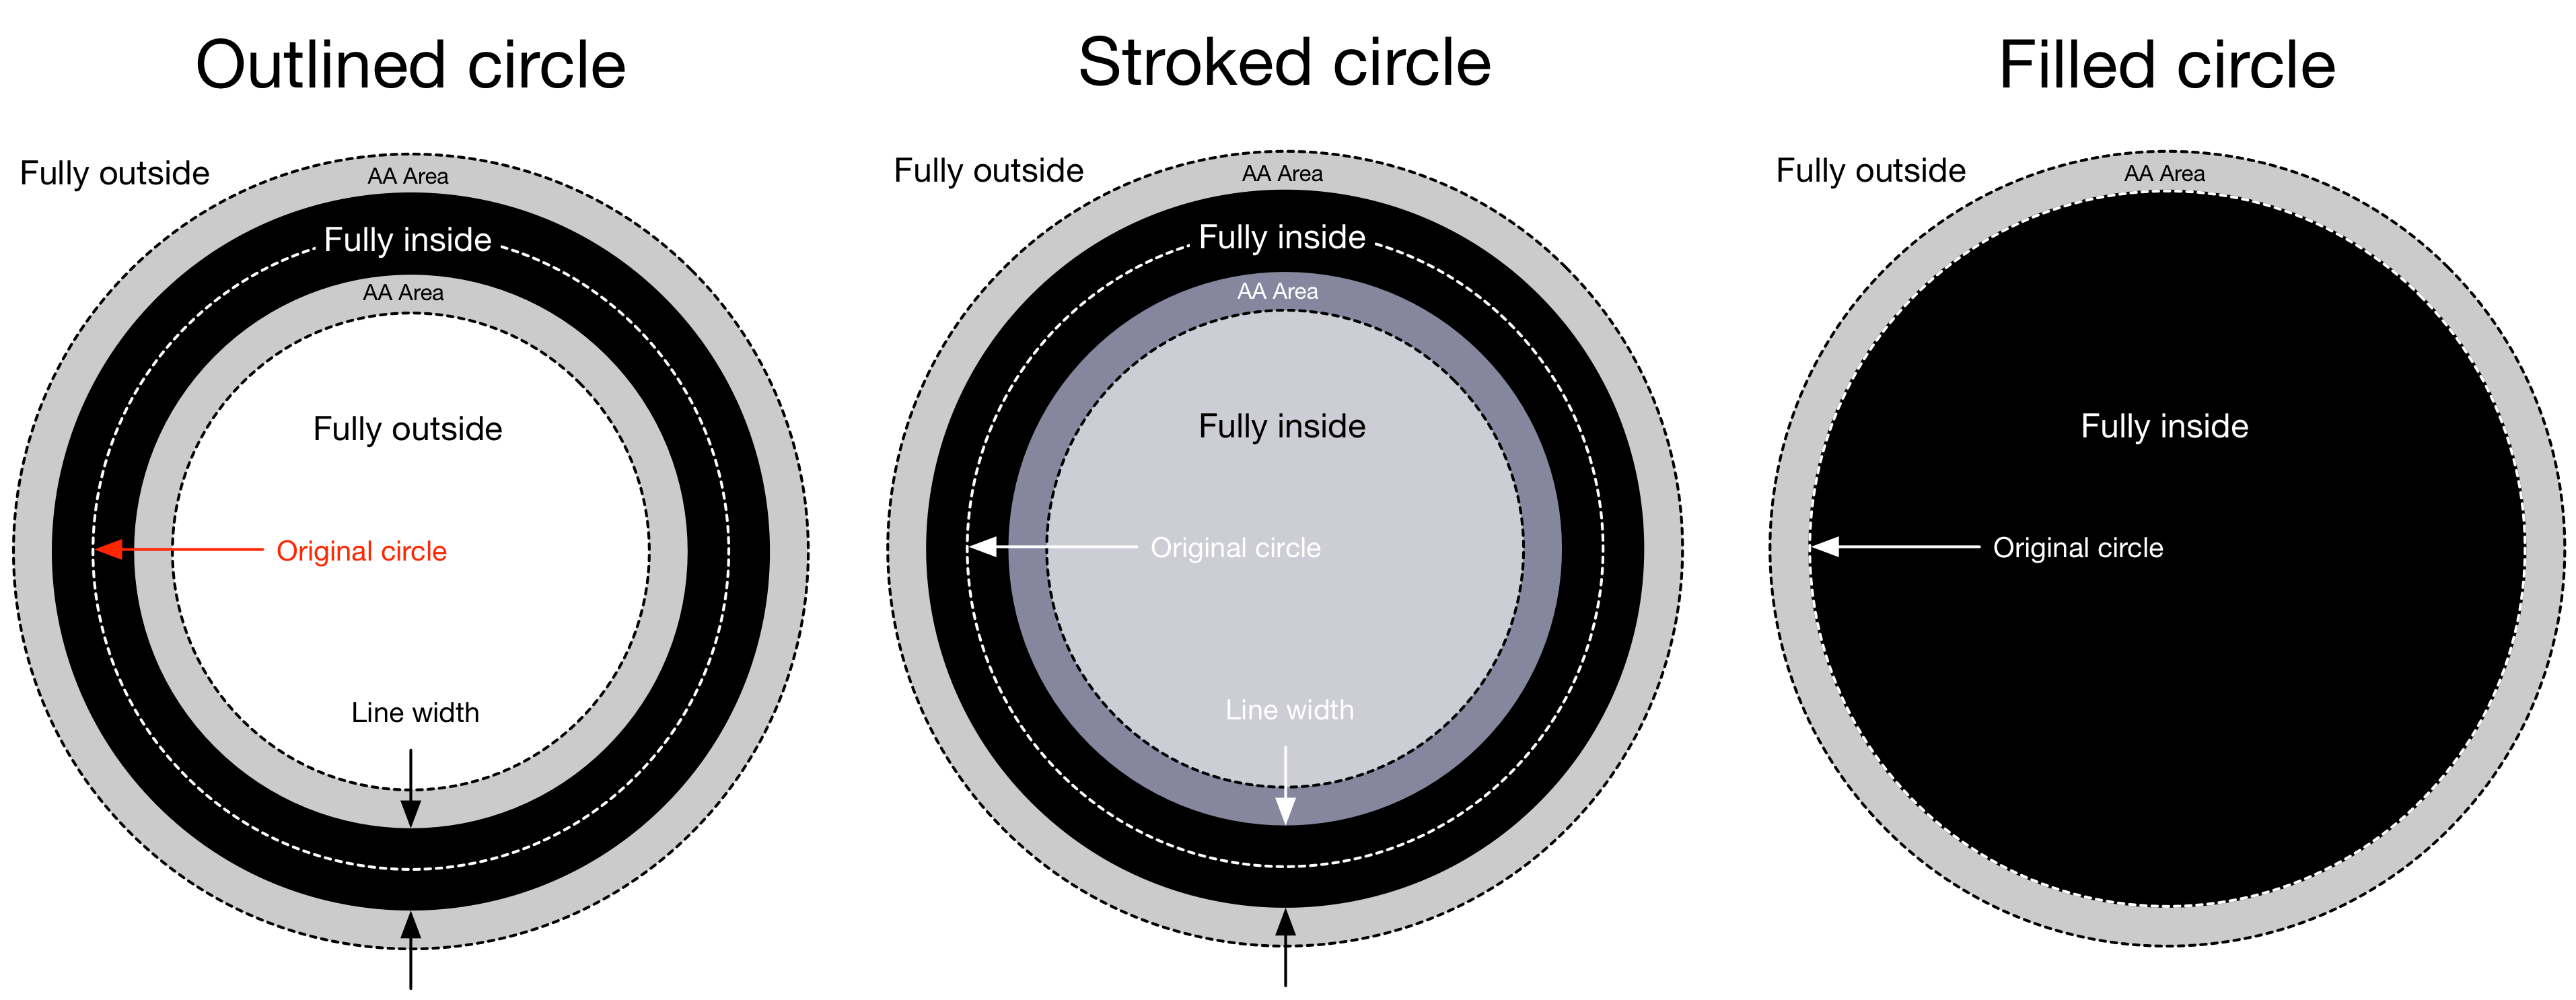 Outlined circle
Fully outside
AA Area
Fully inside
AA Area
Fully outside
Original circle
Line width
Stroked circle
Fully outside
AA Area
Fully inside
AA Area
Fully inside
Original circle
Line width
Filled circle
Fully outside
AA Area
Fully inside
Original circle